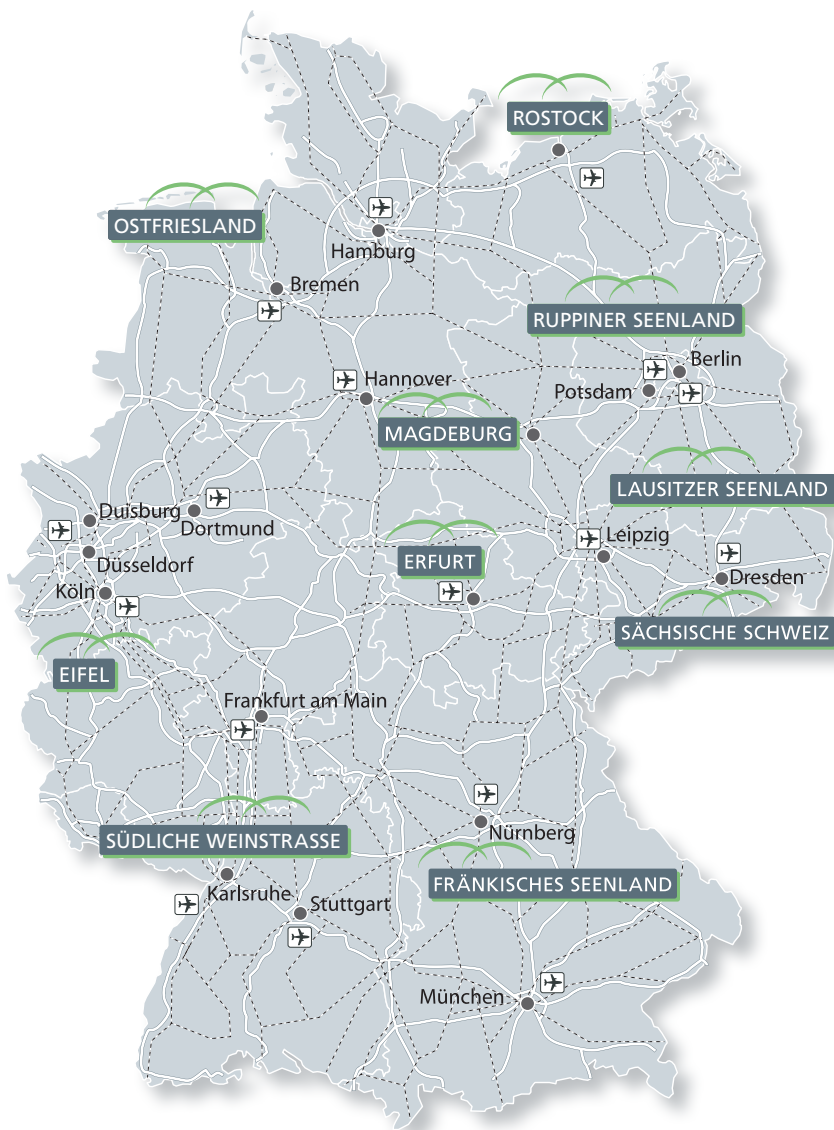 ROSTOCK
OSTFRIESLAND
Hamburg
Bremen
RUPPINER SEENLAND
Berlin
Hannover
Potsdam
MAGDEBURG
LAUSITZER SEENLAND
Duisburg
Dortmund
Leipzig
ERFURT
Düsseldorf
Dresden
Köln
SÄCHSISCHE SCHWEIZ
EIFEL
Frankfurt am Main
Nürnberg
SÜDLICHE WEINSTRASSE
FRÄNKISCHES SEENLAND
Karlsruhe
Stuttgart
München